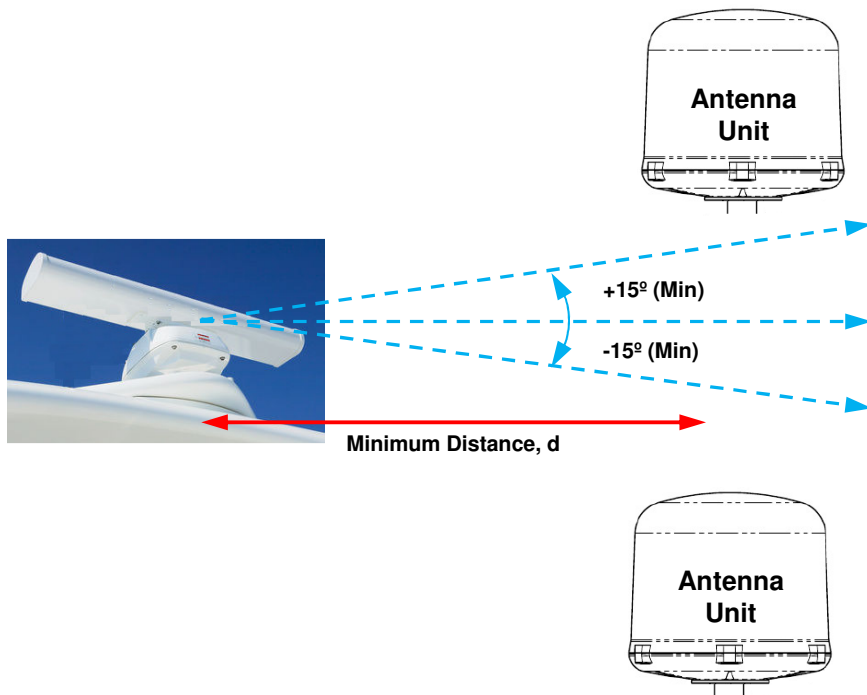 Antenna
Unit
+15º (Min)
-15º (Min)
Minimum Distance, d
Antenna
Unit